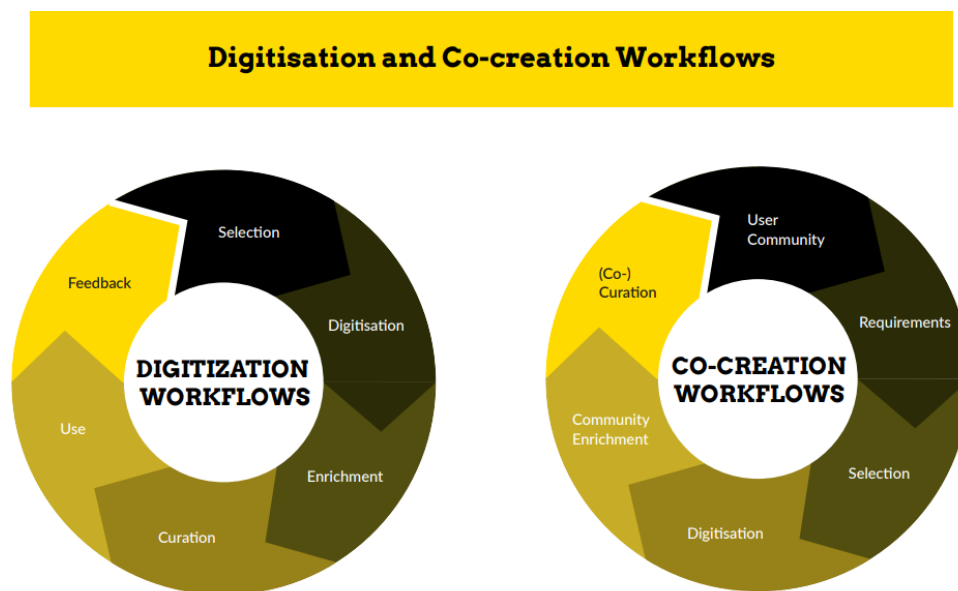 Digitisation and Co-creation Workflows
Selection
Digitisation
Enrichment
Curation
Use
Feedback
DIGITIZATION
WORKFLOWS
User
Community
Requirements
Selection
Digitisation
Community
Enrichment
(Co-)
Curation
CO-CREATION
WORKFLOWS